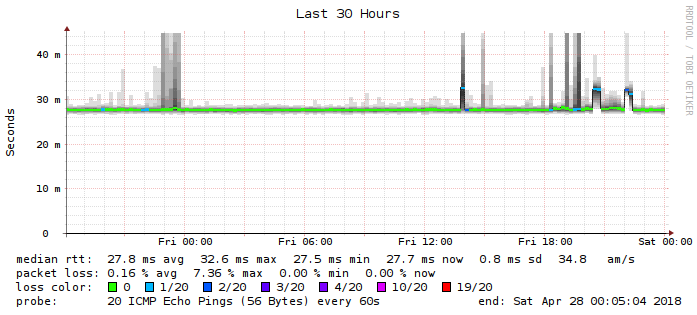 Last 30 Hours
RRDTOOL / TOBI OETIKER
Seconds
40 m
30 m
20 m
10 m
0
Fri 00:00 Fri 06:00 Fri 12:00 Fri 18:00 Sat 00:00
median rtt: 27.8 ms avg 32.6 ms max 27.5 ms min 27.7 ms now 0.8 ms sd 34.8 am/s
packet loss: 0.16 % avg 7.36 % max 0.00 % min 0.00 % now
loss color: 0 1/20 2/20 3/20 4/20 10/20 19/20
probe: 20 ICMP Echo Pings (56 Bytes) every 60s end: Sat Apr 28 00:05:04 2018